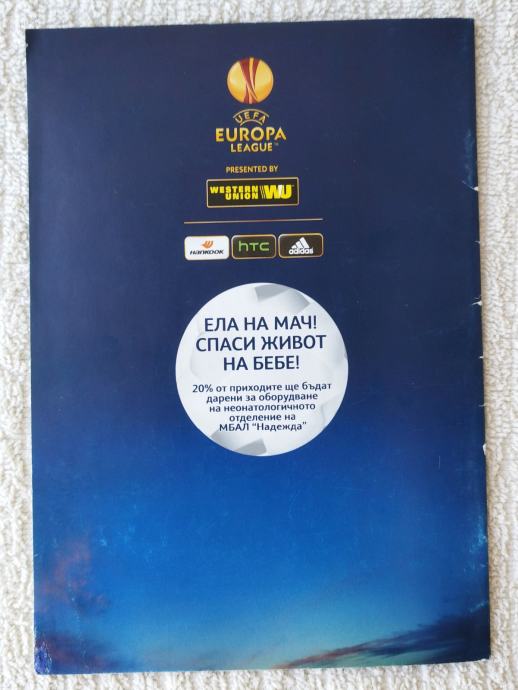 UEFA
EUROPA
LEAGUE™
PRESENTED BY
WESTERN UNION WU
HANKOOK hTC adidas
ЕЛА НА МАЧ!
СПАСИ ЖИВОТ
НА БЕБЕ!
20% от приходите ще бъдат
дарени за оборудване
на неонатологичното
отделение на
МБАЛ "Надежда"